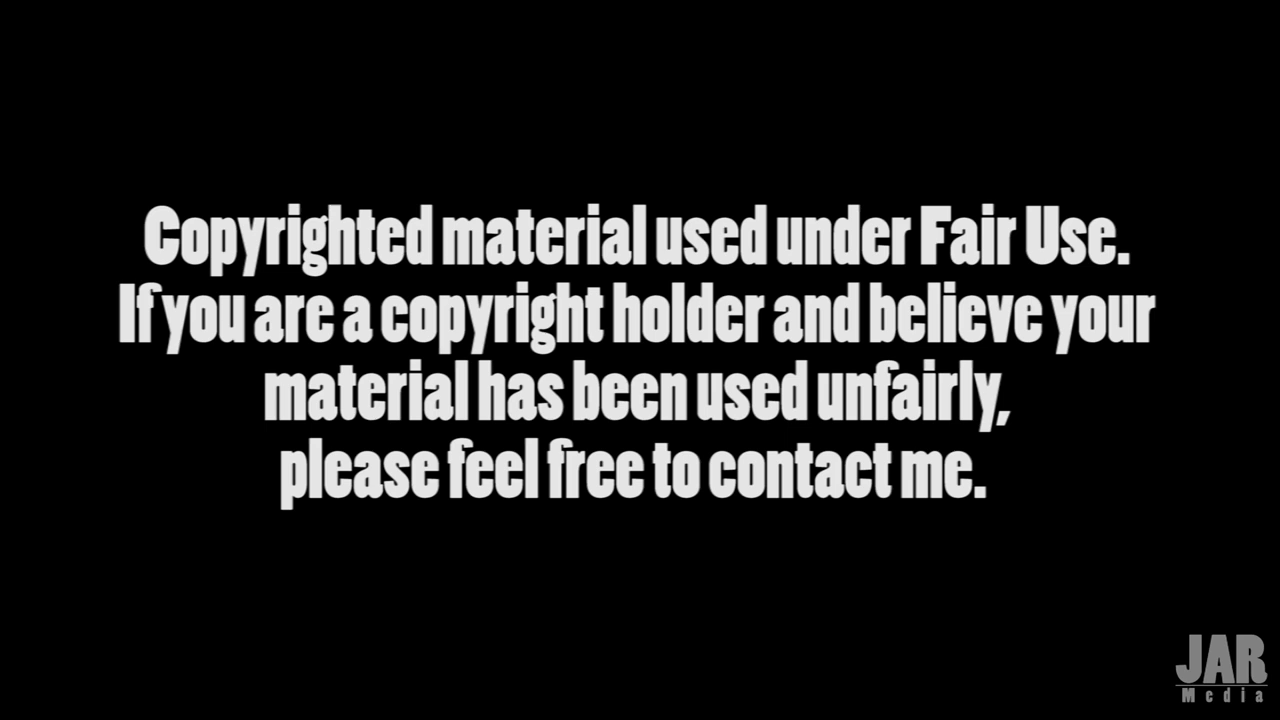 Copyrighted material used under Fair Use.
If you are a copyright holder and believe your
material has been used unfairly,
please feel free to contact me.
JAR
Media